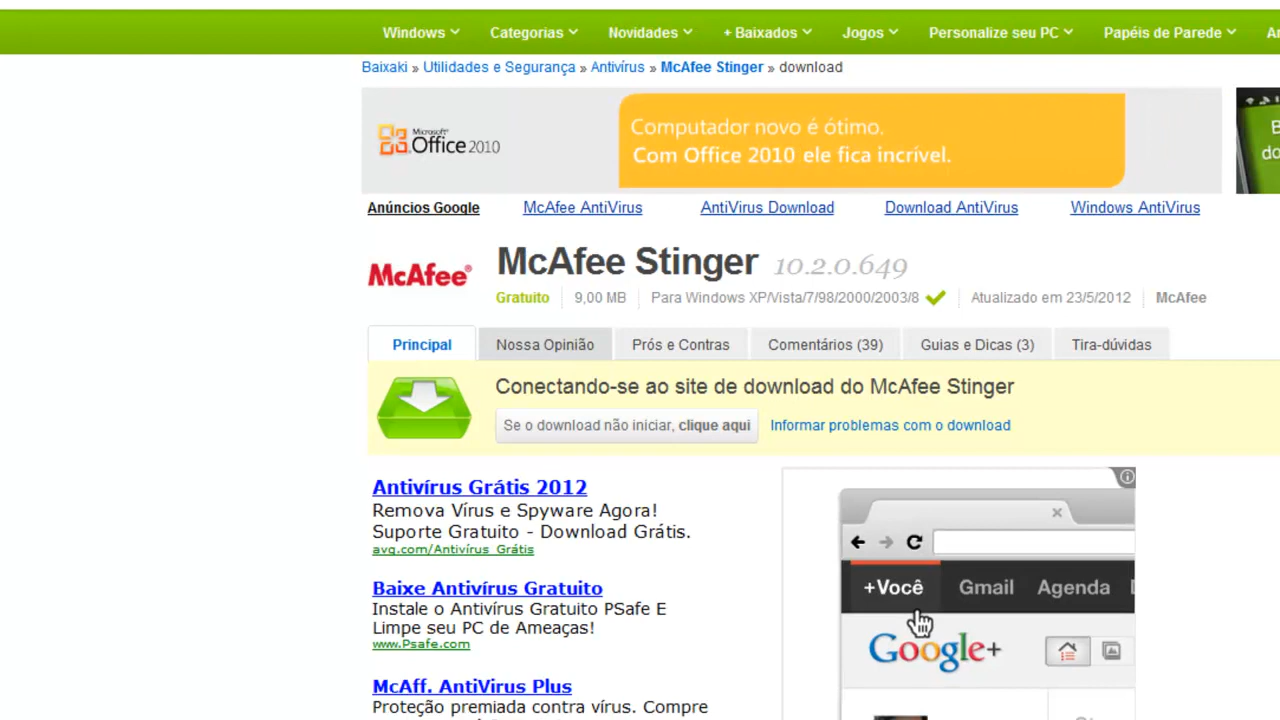 Windows Categorias Novidades + Baixados Jogos Personalize seu PC Papéis de Parede
Baixaki » Utilidades e Segurança » Antivírus » McAfee Stinger » download
Microsoft®
Office 2010
Computador novo é ótimo.
Com Office 2010 ele fica incrível.
Anúncios Google McAfee AntiVirus AntiVirus Download Download AntiVirus Windows AntiVirus
McAfee®
McAfee Stinger 10.2.0.649
Gratuito 9,00 MB Para Windows XP/Vista/7/98/2000/2003/8 Atualizado em 23/5/2012 McAfee
Principal Nossa Opinião Prós e Contras Comentários (39) Guias e Dicas (3) Tira-dúvidas
Conectando-se ao site de download do McAfee Stinger
Se o download não iniciar, clique aqui Informar problemas com o download
Antivírus Grátis 2012
Remova Vírus e Spyware Agora!
Suporte Gratuito - Download Grátis.
avg.com/Antivírus_Grátis
Baixe Antivírus Gratuito
Instale o Antivírus Gratuito PSafe E
Limpe seu PC de Ameaças!
www.Psafe.com
McAff. AntiVirus Plus
Proteção premiada contra vírus. Compre
+Você Gmail Agenda
Google+